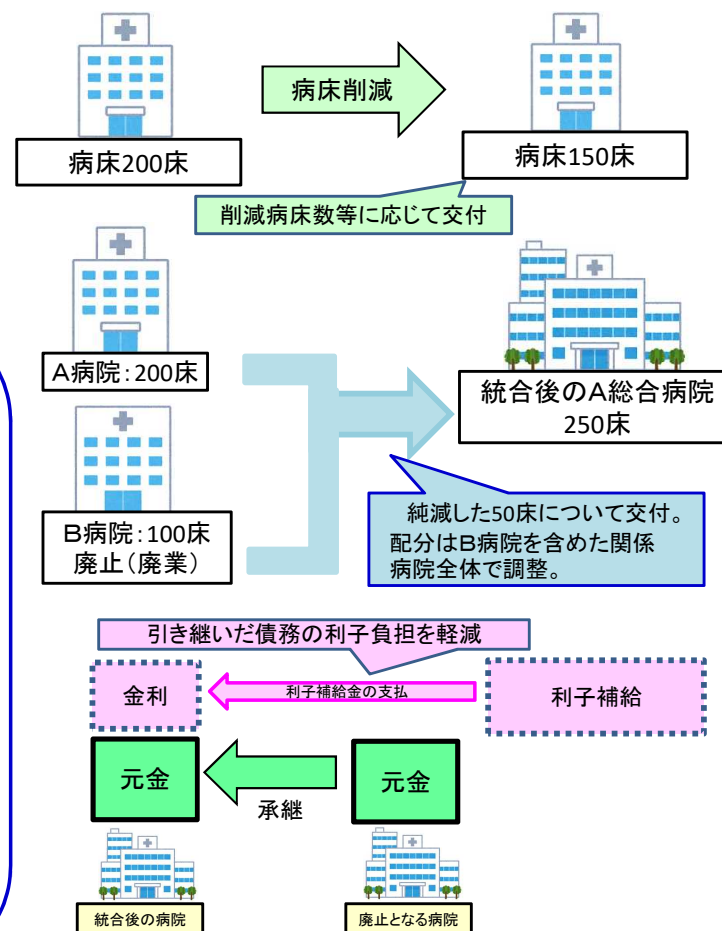 病床削減
病床200床
病床150床
削減病床数等に応じて交付
A病院:200床
B病院:100床
廃止(廃業)
統合後のA総合病院
250床
純減した50床について交付。
配分はB病院を含めた関係
病院全体で調整。
引き継いだ債務の利子負担を軽減
金利
利子補給金の支払
利子補給
元金
承継
元金
統合後の病院
廃止となる病院